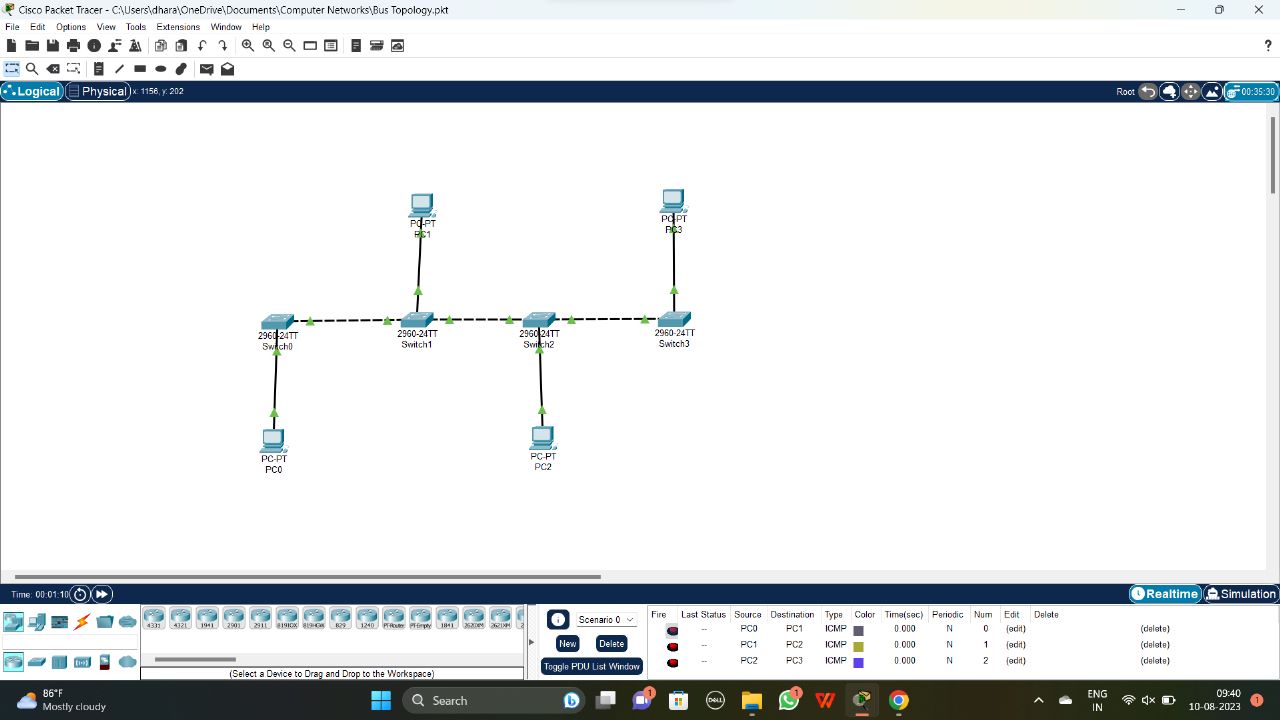 Cisco Packet Tracer - C:\Users\dhara\OneDrive\Documents\Computer Networks\Bus Topology.pkt
File Edit Options View Tools Extensions Window Help
?
Logical Physical x: 1156, y: 202 Root 00:35:30
PC-PT
PC1
PC-PT
PC3
2960-24TT
Switch0
2960-24TT
Switch1
2960-24TT
Switch2
2960-24TT
Switch3
PC-PT
PC0
PC-PT
PC2
Time: 00:01:10 Realtime Simulation
4331 4321 1941 2901 2911 819IOX 819HGW 829 1240 PT-Router PT-Empty 1841 2620XM 2621XM
(Select a Device to Drag and Drop to the Workspace)
Scenario 0
New Delete
Toggle PDU List Window
Fire Last Status Source Destination Type Color Time(sec) Periodic Num Edit Delete
-- PC0 PC1 ICMP 0.000 N 0 (edit) (delete)
-- PC1 PC2 ICMP 0.000 N 1 (edit) (delete)
-- PC2 PC3 ICMP 0.000 N 2 (edit) (delete)
86°F
Mostly cloudy
Search
1
DELL
1
W
ENG
IN
09:40
10-08-2023
1